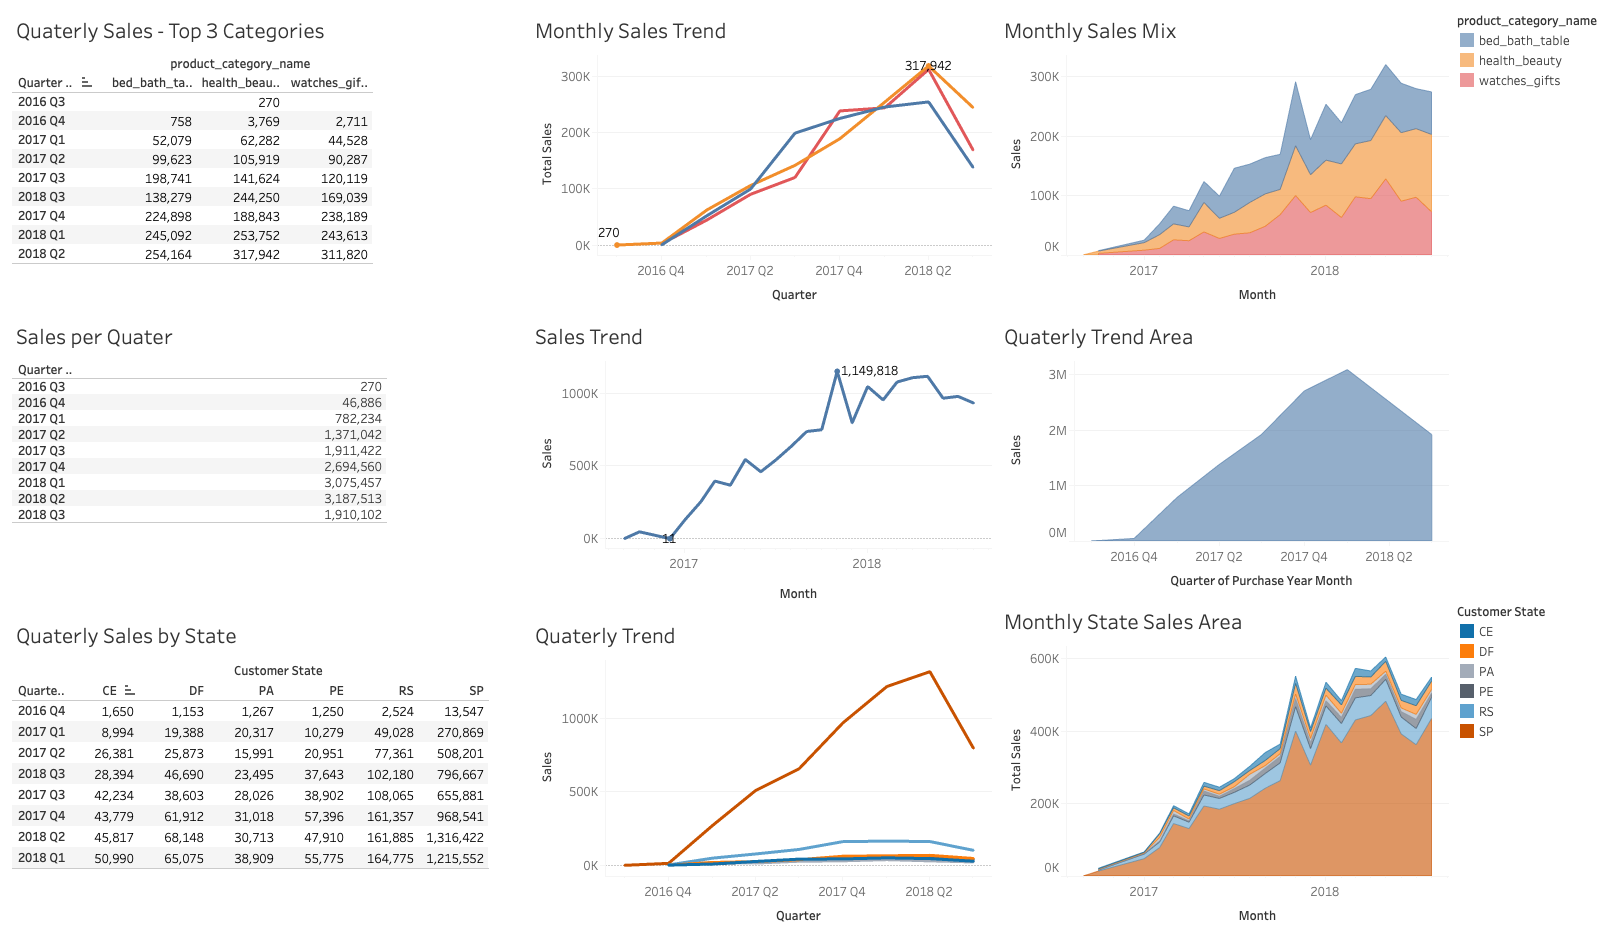 Quaterly Sales - Top 3 Categories
product_category_name
Quarter .. bed_bath_ta.. health_beau.. watches_gif..
2016 Q3 270
2016 Q4 758 3,769 2,711
2017 Q1 52,079 62,282 44,528
2017 Q2 99,623 105,919 90,287
2017 Q3 198,741 141,624 120,119
2018 Q3 138,279 244,250 169,039
2017 Q4 224,898 188,843 238,189
2018 Q1 245,092 253,752 243,613
2018 Q2 254,164 317,942 311,820
Monthly Sales Trend
317,942
300K
200K
100K
0K
270
Total Sales
2016 Q4 2017 Q2 2017 Q4 2018 Q2
Quarter
Monthly Sales Mix
300K
200K
100K
0K
Sales
2017 2018
Month
product_category_name
bed_bath_table
health_beauty
watches_gifts
Sales per Quater
Quarter ..
2016 Q3 270
2016 Q4 46,886
2017 Q1 782,234
2017 Q2 1,371,042
2017 Q3 1,911,422
2017 Q4 2,694,560
2018 Q1 3,075,457
2018 Q2 3,187,513
2018 Q3 1,910,102
Sales Trend
1,149,818
1000K
500K
0K
11
Sales
2017 2018
Month
Quaterly Trend Area
3M
2M
1M
0M
Sales
2016 Q4 2017 Q2 2017 Q4 2018 Q2
Quarter of Purchase Year Month
Quaterly Sales by State
Customer State
Quarte.. CE DF PA PE RS SP
2016 Q4 1,650 1,153 1,267 1,250 2,524 13,547
2017 Q1 8,994 19,388 20,317 10,279 49,028 270,869
2017 Q2 26,381 25,873 15,991 20,951 77,361 508,201
2018 Q3 28,394 46,690 23,495 37,643 102,180 796,667
2017 Q3 42,234 38,603 28,026 38,902 108,065 655,881
2017 Q4 43,779 61,912 31,018 57,396 161,357 968,541
2018 Q2 45,817 68,148 30,713 47,910 161,885 1,316,422
2018 Q1 50,990 65,075 38,909 55,775 164,775 1,215,552
Quaterly Trend
1000K
500K
0K
Sales
2016 Q4 2017 Q2 2017 Q4 2018 Q2
Quarter
Monthly State Sales Area
600K
400K
200K
0K
Total Sales
2017 2018
Month
Customer State
CE
DF
PA
PE
RS
SP